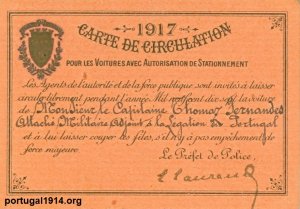 1917
CARTE DE CIRCULATION
POUR LES VOITURES AVEC AUTORISATION DE STATIONNEMENT
Les Agents de l'autorité et de la force publique sont invités à laisser
circuler librement pendant l'année Mil neuf cent dix sept la voiture
de Monsieur le Capitaine Thomaz Fernandes
Attaché Militaire adjoint à la Légation de Portugal
et à lui laisser couper les files, s'il n'y a pas empêchement de
force majeure.
Le Préfet de Police,
portugal1914.org